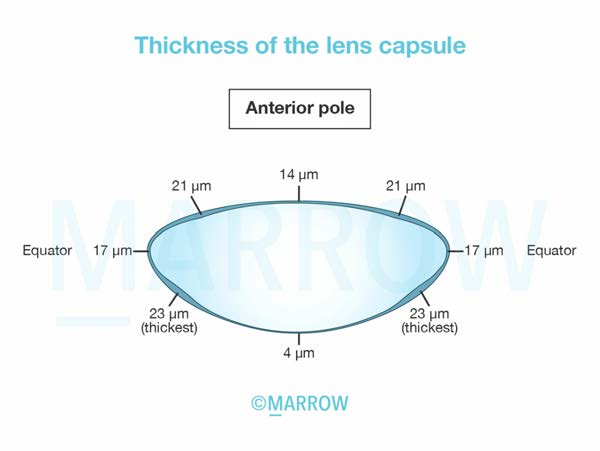 Thickness of the lens capsule
Anterior pole
14 μm
21 μm
21 μm
Equator
17 μm
17 μm
Equator
23 μm
(thickest)
23 μm
(thickest)
4 μm
MARROW
©MARROW